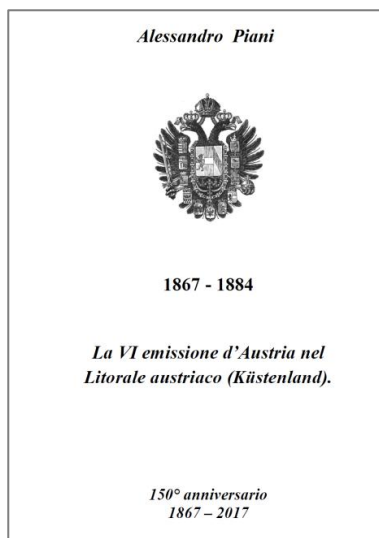 Alessandro Piani
1867 - 1884
La VI emissione d'Austria nel
Litorale austriaco (Küstenland).
150° anniversario
1867 – 2017